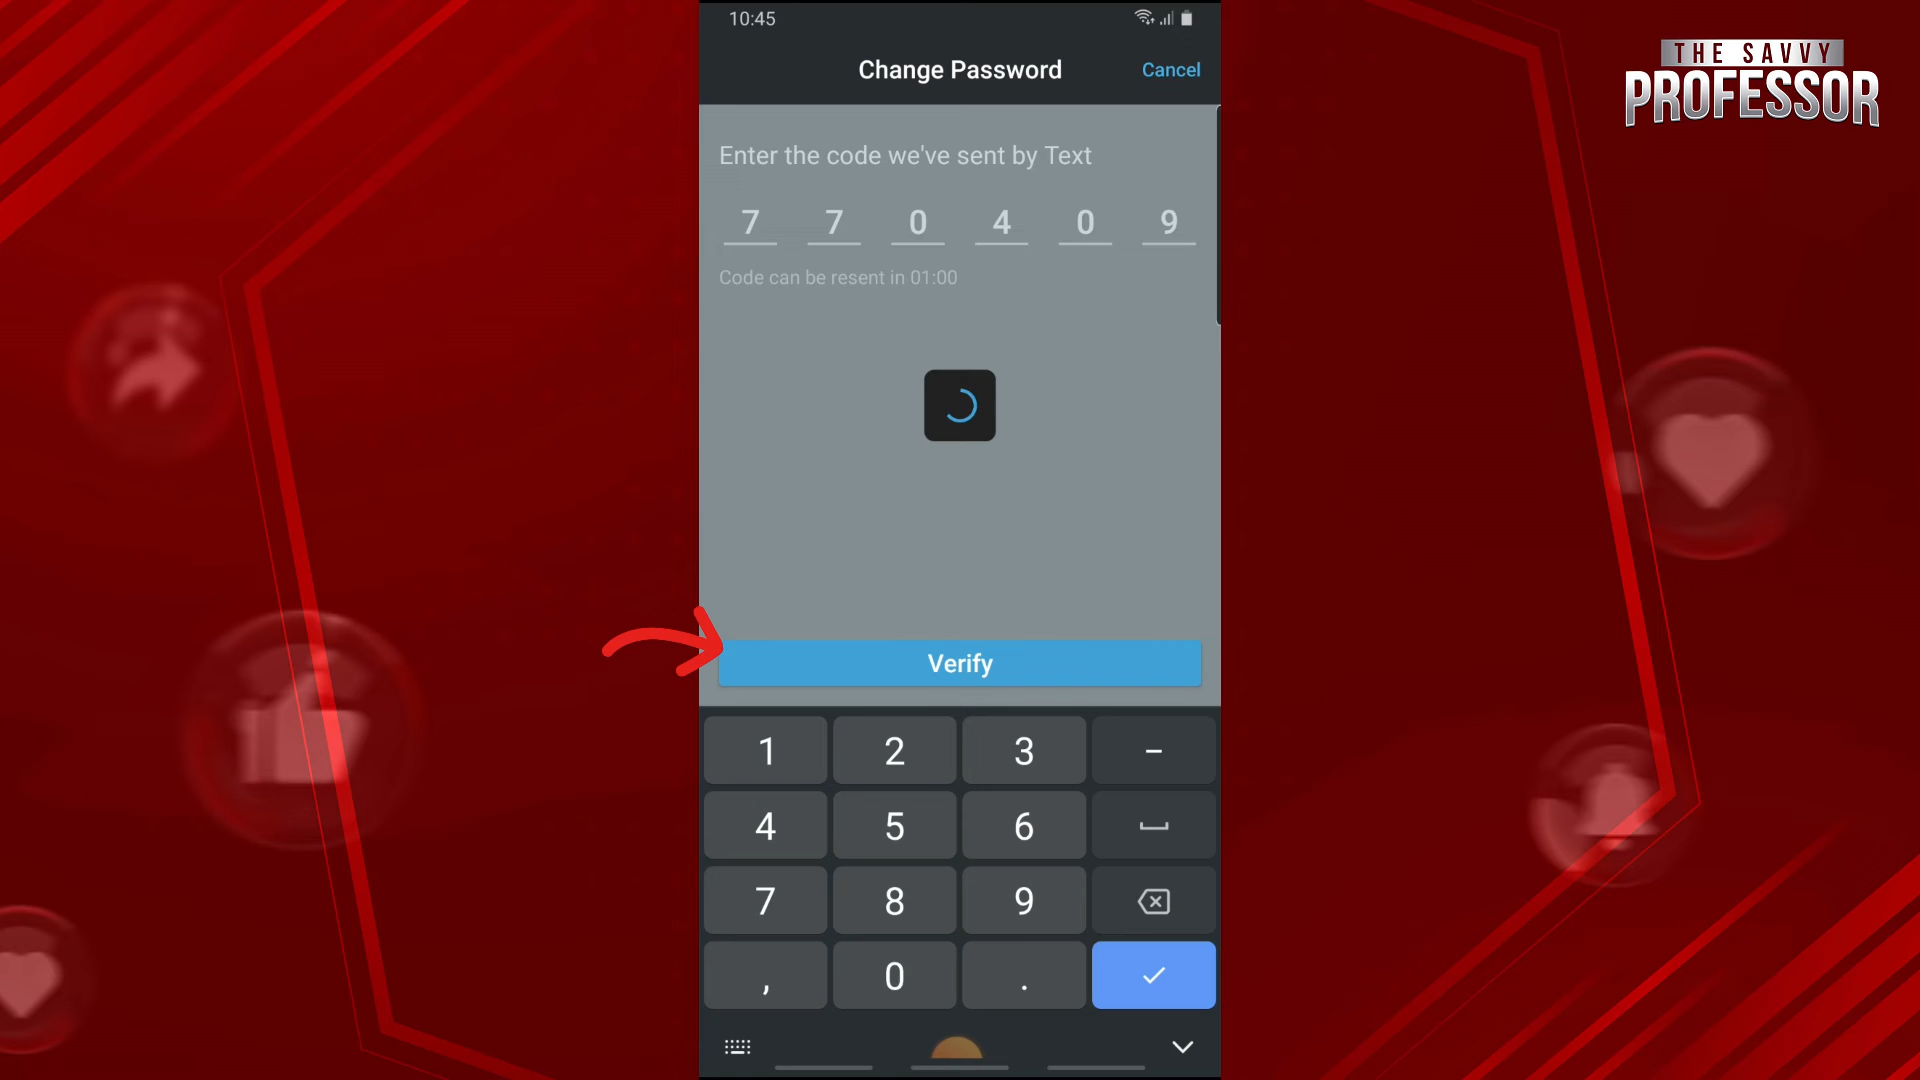 10:45
Change Password
Cancel
THE SAVVY
PROFESSOR
Enter the code we've sent by Text
7 7 0 4 0 9
Code can be resent in 01:00
Verify
1 2 3 –
4 5 6
7 8 9
, 0 .